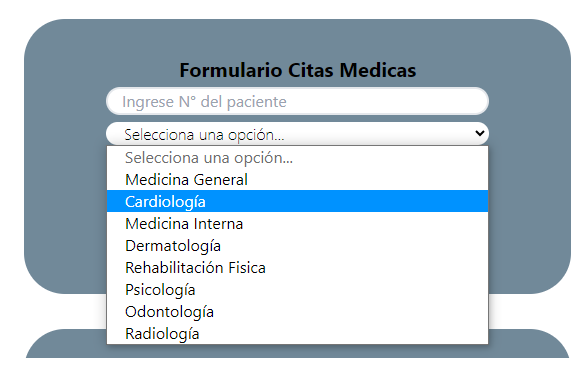 Formulario Citas Medicas
Ingrese N° del paciente
Selecciona una opción...
Selecciona una opción...
Medicina General
Cardiología
Medicina Interna
Dermatología
Rehabilitación Fisica
Psicología
Odontología
Radiología